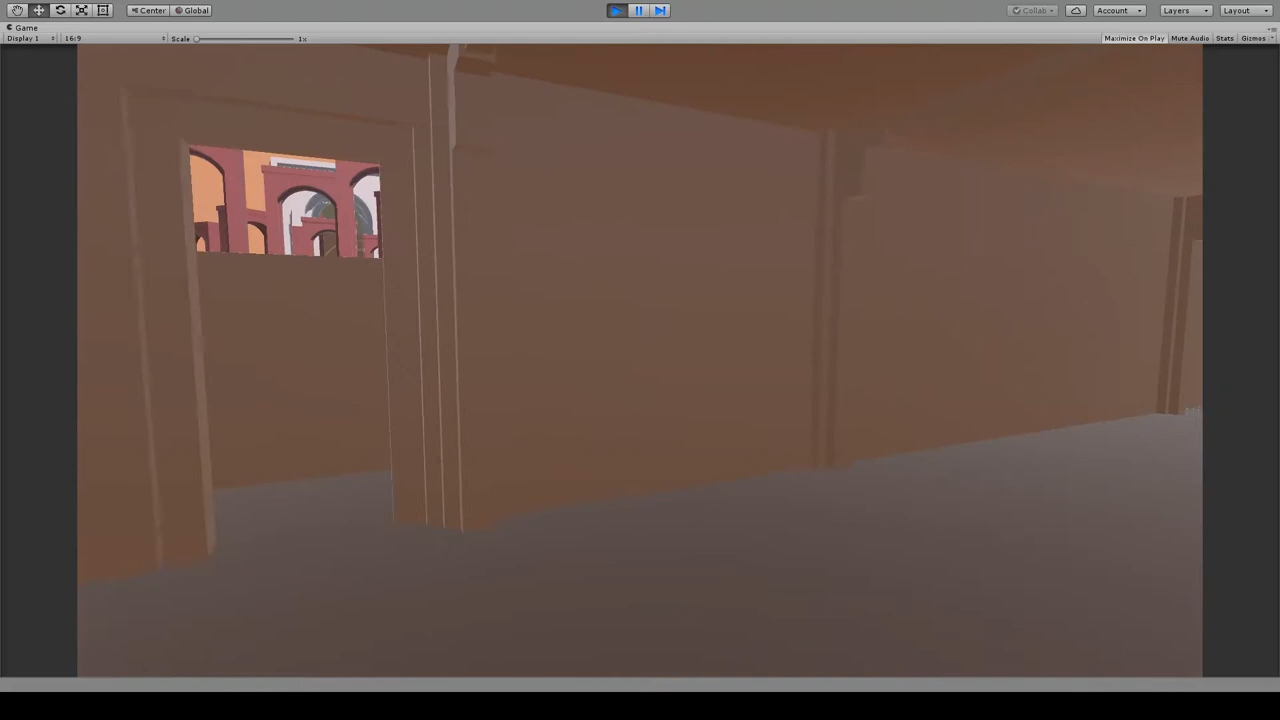 Center Global Collab Account Layers Layout
Game
Display 1 16:9 Scale 1x Maximize On Play Mute Audio Stats Gizmos